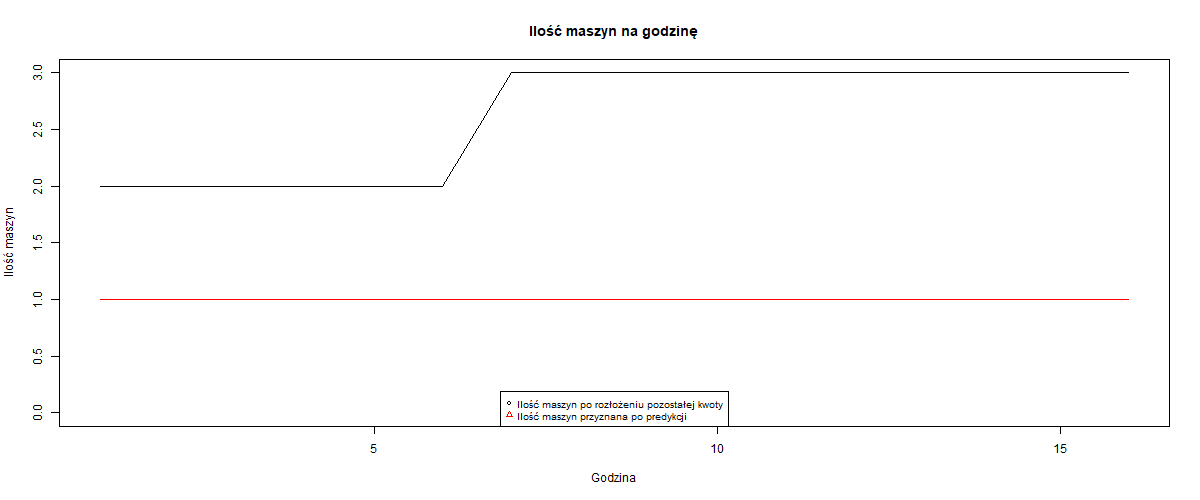 Ilość maszyn na godzinę
Ilość maszyn
3.0
2.5
2.0
1.5
1.0
0.5
0.0
Ilość maszyn po rozłożeniu pozostałej kwoty
Ilość maszyn przyznana po predykcji
5
10
15
Godzina